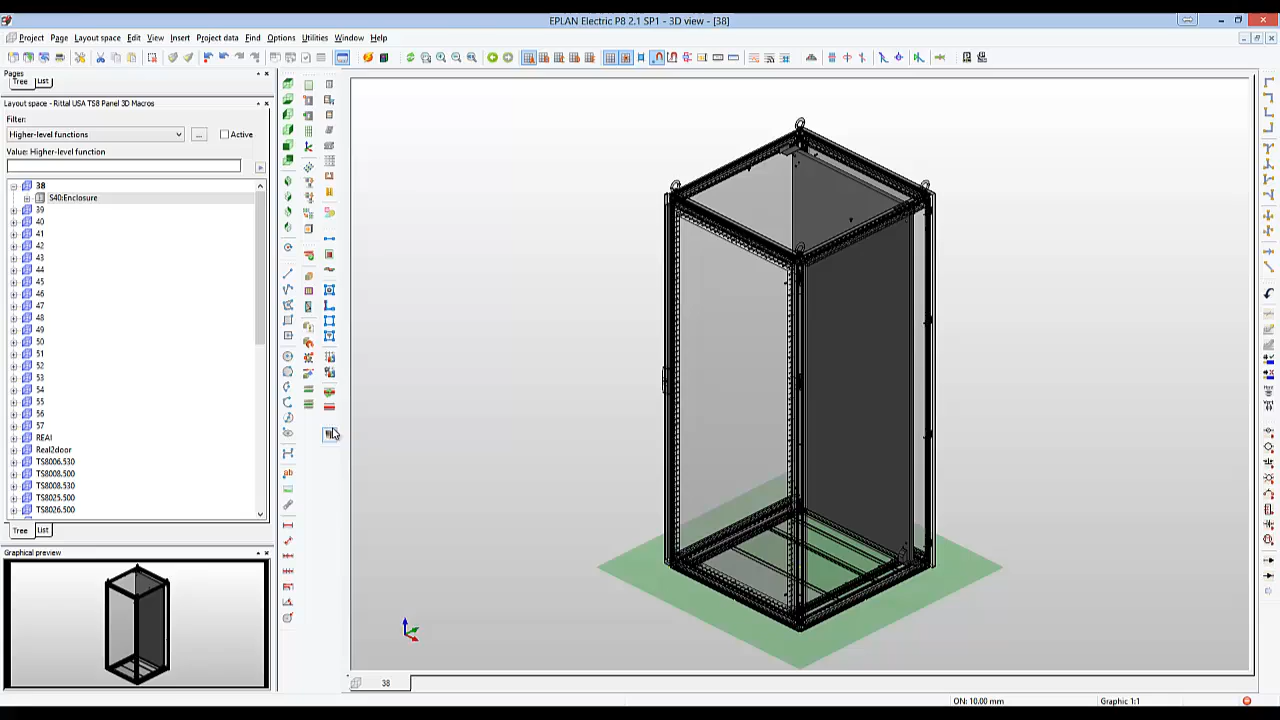 EPLAN Electric P8 2.1 SP1 - 3D view - [38]
Project Page Layout space Edit View Insert Project data Find Options Utilities Window Help
Pages
Tree List
Layout space - Rittal USA TS8 Panel 3D Macros
Filter:
Higher-level functions ... Active
Value: Higher-level function
38
S40:Enclosure
39
40
41
42
43
44
45
46
47
48
49
50
51
52
53
54
55
56
57
REAl
Real2door
TS8006.530
TS8008.500
TS8008.530
TS8025.500
TS8026.500
Tree List
Graphical preview
ab
38
ON: 10.00 mm Graphic 1:1